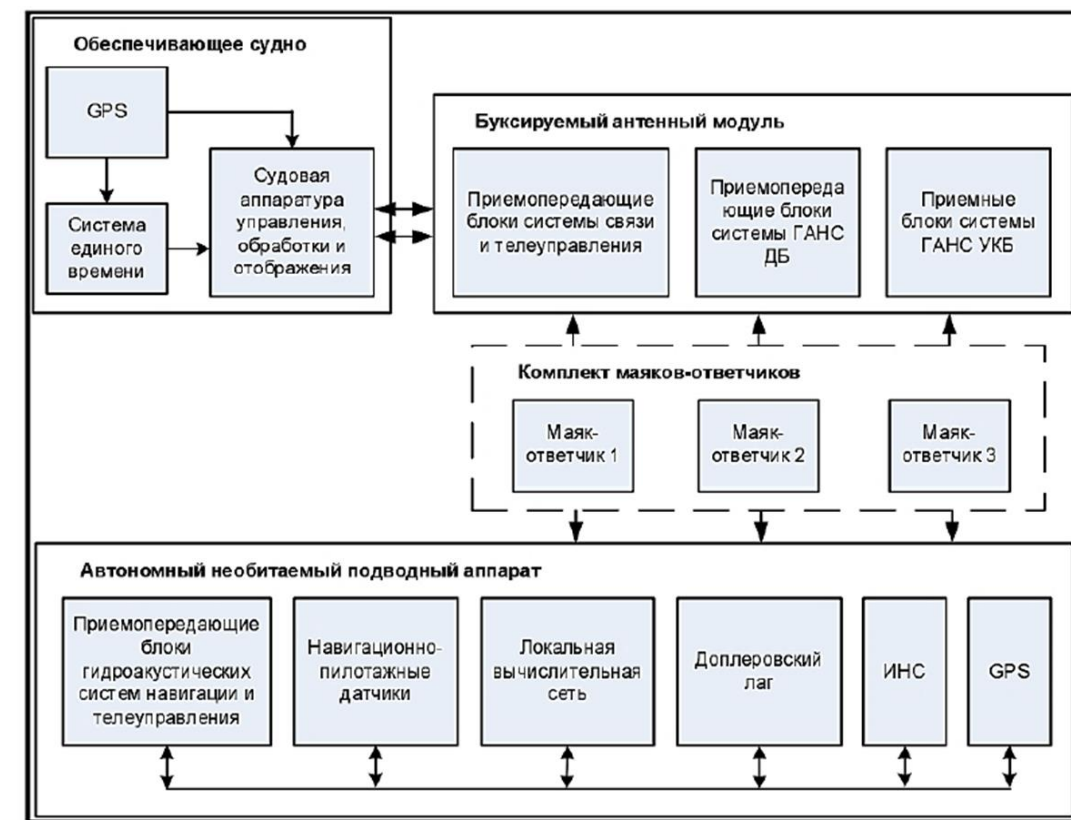 Обеспечивающее судно
GPS
Система
единого
времени
Судовая
аппаратура
управления,
обработки и
отображения
Буксируемый антенный модуль
Приемопередающие
блоки системы связи
и телеуправления
Приемопереда
ющие блоки
системы ГАНС
ДБ
Приемные
блоки системы
ГАНС УКБ
Комплект маяков-ответчиков
Маяк-
ответчик 1
Маяк-
ответчик 2
Маяк-
ответчик 3
Автономный необитаемый подводный аппарат
Приемопередающие
блоки
гидроакустических
систем навигации и
телеуправления
Навигационно-
пилотажные
датчики
Локальная
вычислительная
сеть
Доплеровский
лаг
ИНС
GPS